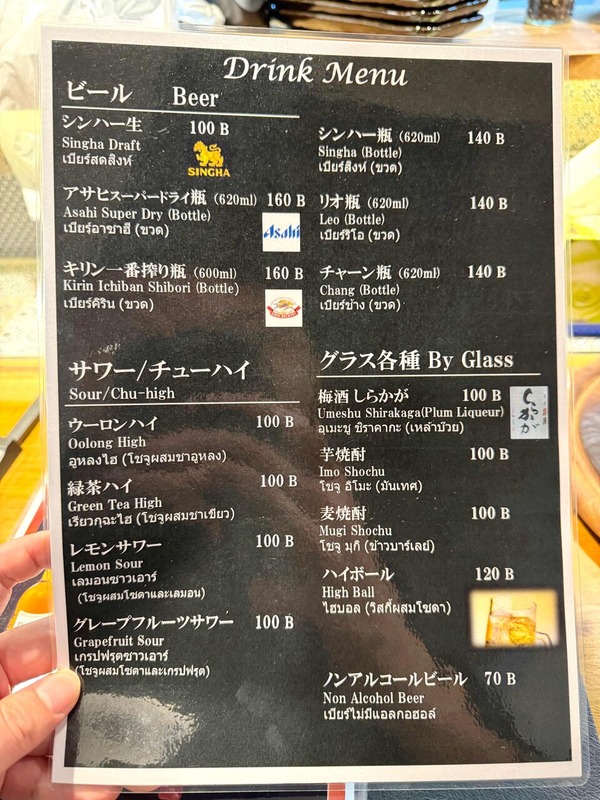 Drink Menu
ビール Beer
シンハー生 100 B
Singha Draft
เบียร์สดสิงห์
SINGHA
アサヒスーパードライ瓶 (620ml) 160 B
Asahi Super Dry (Bottle)
เบียร์อาซาฮี (ขวด)
Asahi
キリン一番搾り瓶 (600ml) 160 B
Kirin Ichiban Shibori (Bottle)
เบียร์คิริน (ขวด)
シンハー瓶 (620ml) 140 B
Singha (Bottle)
เบียร์สิงห์ (ขวด)
リオ瓶 (620ml) 140 B
Leo (Bottle)
เบียร์ริโอ (ขวด)
チャーン瓶 (620ml) 140 B
Chang (Bottle)
เบียร์ช้าง (ขวด)
サワー/チューハイ
Sour/Chu-high
ウーロンハイ 100 B
Oolong High
อูหลงไฮ (โชจูผสมชาอูหลง)
緑茶ハイ 100 B
Green Tea High
เรียวกุฉะไฮ (โชจูผสมชาเขียว)
レモンサワー 100 B
Lemon Sour
เลมอนซาวเอาร์
(โชจูผสมโซดาและเลมอน)
グレープフルーツサワー 100 B
Grapefruit Sour
เกรปฟรุตซาวเอาร์
(โชจูผสมโซดาและเกรปฟรุต)
グラス各種 By Glass
梅酒 しらかが 100 B
Umeshu Shirakaga(Plum Liqueur)
อุเมะชู ชิราคากะ (เหล้าบ๊วย)
しらかが
芋焼酎 100 B
Imo Shochu
โชจู อิโมะ (มันเทศ)
麦焼酎 100 B
Mugi Shochu
โชจู มุกิ (ข้าวบาร์เลย์)
ハイボール 120 B
High Ball
ไฮบอล (วิสกี้ผสมโซดา)
ノンアルコールビール 70 B
Non Alcohol Beer
เบียร์ไม่มีแอลกอฮอล์